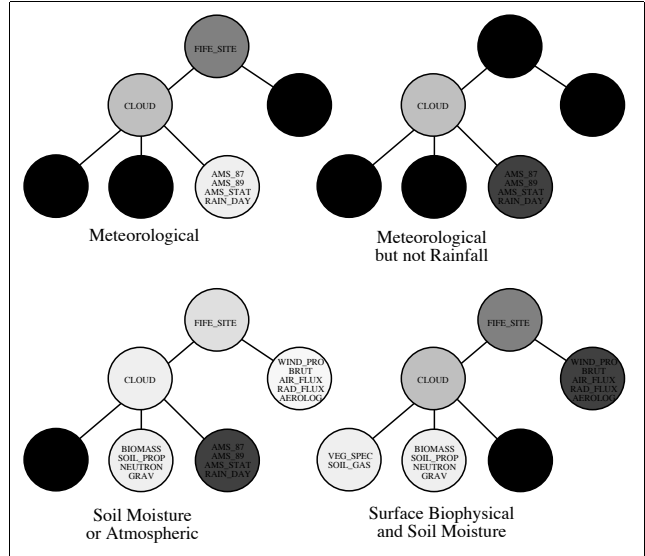 FIFE_SITE
CLOUD
CLOUD
AMS_87
AMS_89
AMS_STAT
RAIN_DAY
AMS_87
AMS_89
AMS_STAT
RAIN_DAY
Meteorological
Meteorological
but not Rainfall
FIFE_SITE
FIFE_SITE
CLOUD
WIND_PRO
BRUT
AIR_FLUX
RAD_FLUX
AEROLOG
CLOUD
WIND_PRO
BRUT
AIR_FLUX
RAD_FLUX
AEROLOG
BIOMASS
SOIL_PROP
NEUTRON
GRAV
AMS_87
AMS_89
AMS_STAT
RAIN_DAY
VEG_SPEC
SOIL_GAS
BIOMASS
SOIL_PROP
NEUTRON
GRAV
Soil Moisture
or Atmospheric
Surface Biophysical
and Soil Moisture